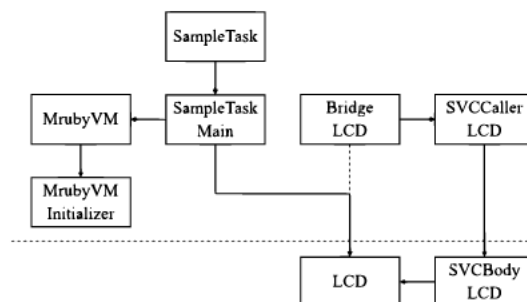 SampleTask
MrubyVM
SampleTask
Main
Bridge
LCD
SVCCaller
LCD
MrubyVM
Initializer
LCD
SVCBody
LCD